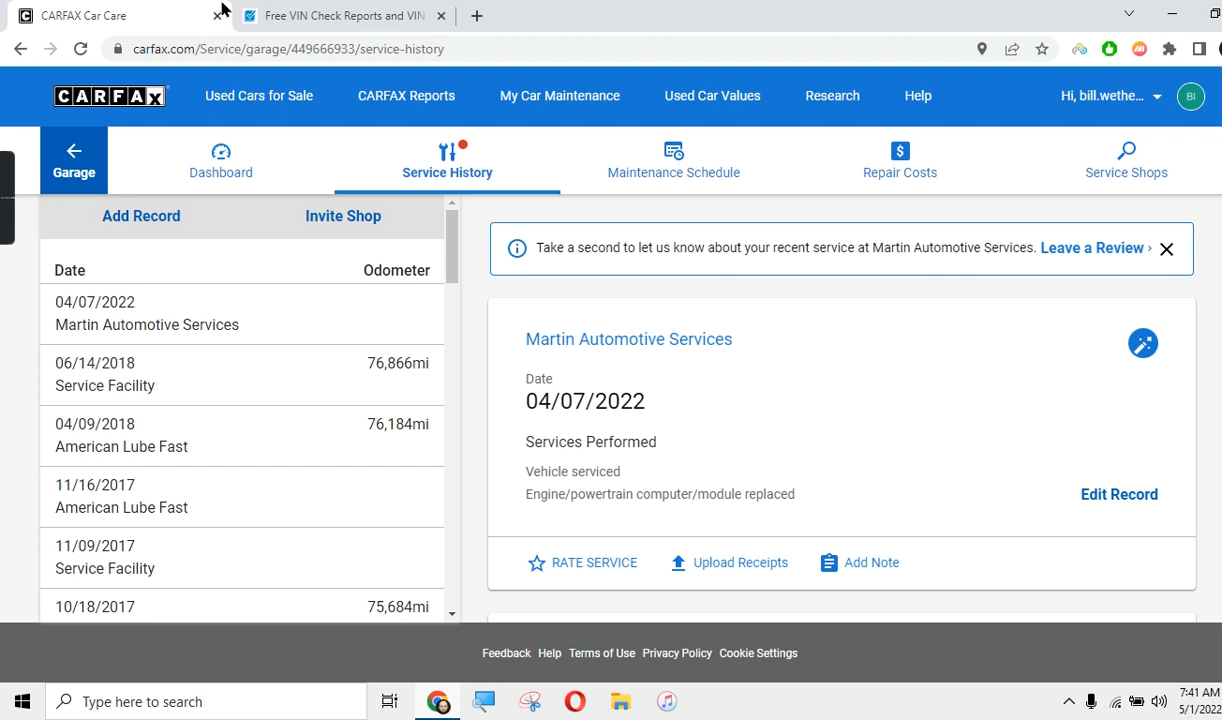 CARFAX Car Care
Free VIN Check Reports and VIN
carfax.com/Service/garage/449666933/service-history
CARFAX
Used Cars for Sale
CARFAX Reports
My Car Maintenance
Used Car Values
Research
Help
Hi, bill.wethe...
BI
Garage
Dashboard
Service History
Maintenance Schedule
$
Repair Costs
Service Shops
Add Record
Invite Shop
Date Odometer
04/07/2022
Martin Automotive Services
06/14/2018 76,866mi
Service Facility
04/09/2018 76,184mi
American Lube Fast
11/16/2017
American Lube Fast
11/09/2017
Service Facility
10/18/2017 75,684mi
Take a second to let us know about your recent service at Martin Automotive Services. Leave a Review ›
Martin Automotive Services
Date
04/07/2022
Services Performed
Vehicle serviced
Engine/powertrain computer/module replaced
Edit Record
RATE SERVICE
Upload Receipts
Add Note
Feedback Help Terms of Use Privacy Policy Cookie Settings
Type here to search
7:41 AM
5/1/2022